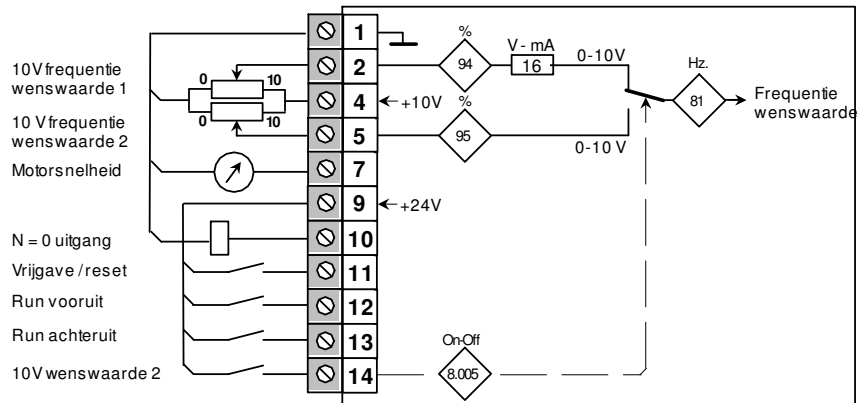 1
%
V - mA
0-10V
Hz.
10V frequentie
wenswaarde 1
0
10
2
94
16
4
+10V
81
Frequentie
wenswaarde
10 V frequentie
wenswaarde 2
0
10
5
%
95
0-10 V
Motorsnelheid
7
9
+24V
N = 0 uitgang
10
Vrijgave / reset
11
Run vooruit
12
Run achteruit
13
10V wenswaarde 2
14
On-Off
8.005